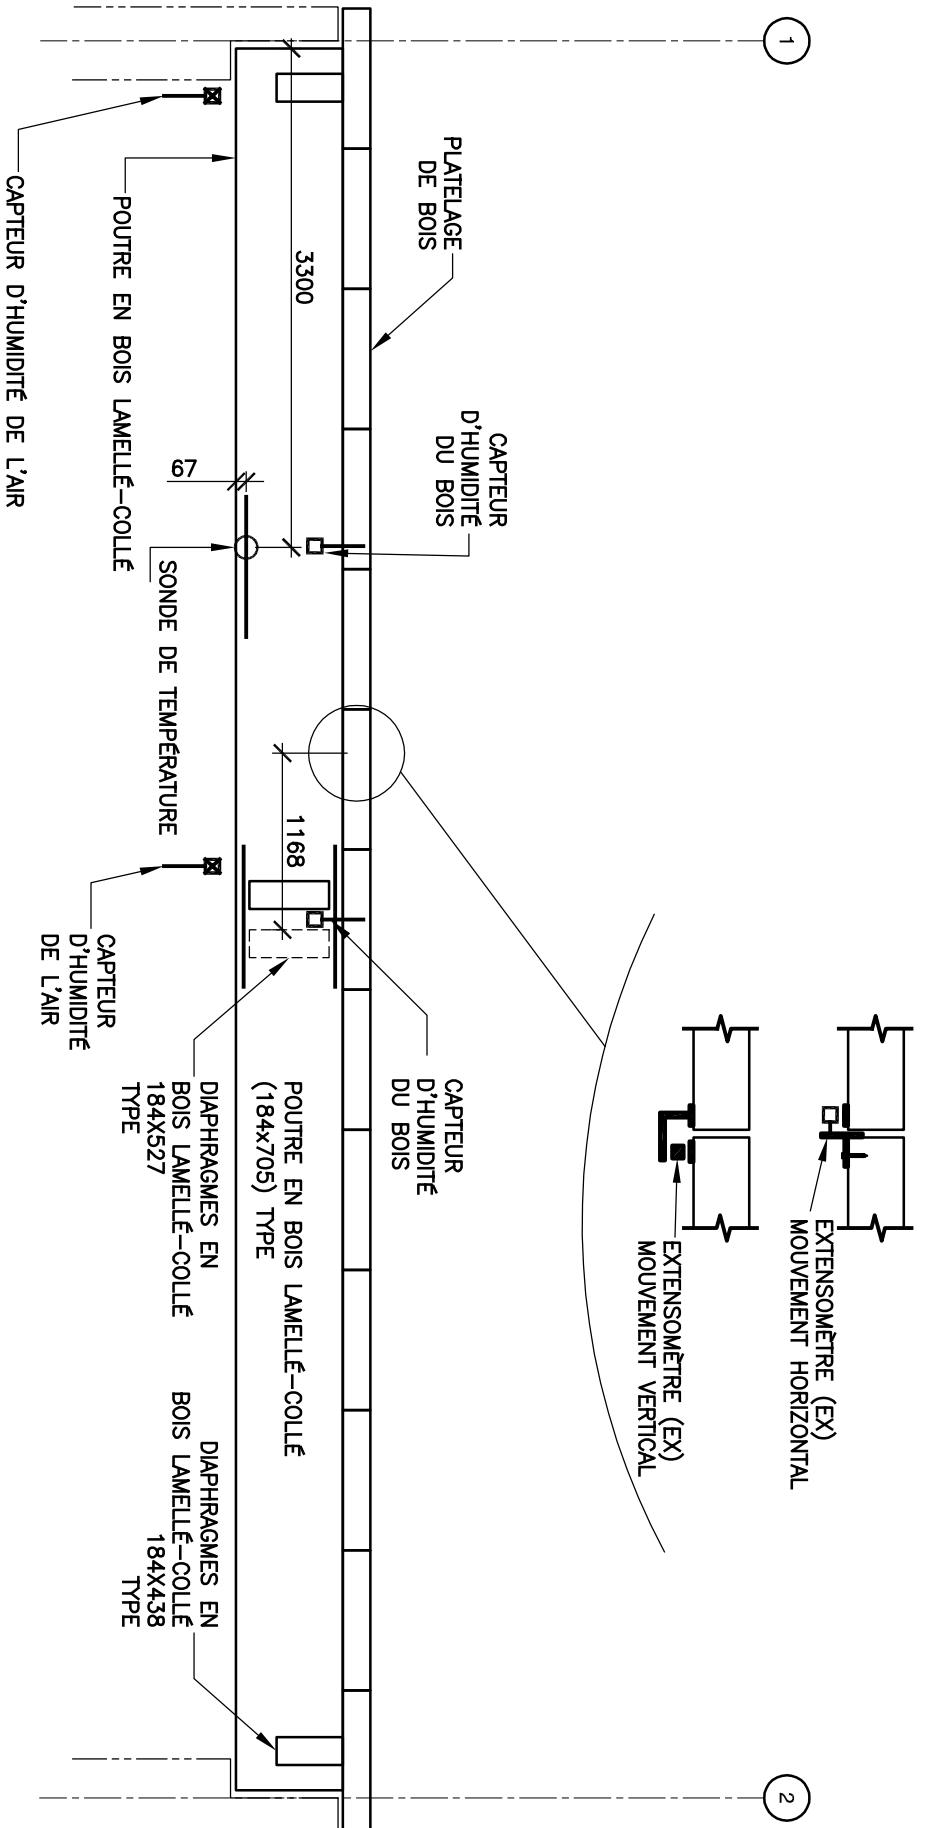 1
2
EXTENSOMÈTRE (EX)
MOUVEMENT HORIZONTAL
EXTENSOMÈTRE (EX)
MOUVEMENT VERTICAL
PLATELAGE
DE BOIS
CAPTEUR
D'HUMIDITÉ
DU BOIS
CAPTEUR
D'HUMIDITÉ
DU BOIS
3300
1168
67
POUTRE EN BOIS LAMELLÉ-COLLÉ
(184x705) TYPE
DIAPHRAGMES EN
BOIS LAMELLÉ-COLLÉ
184X527
TYPE
DIAPHRAGMES EN
BOIS LAMELLÉ-COLLÉ
184X438
TYPE
SONDE DE TEMPÉRATURE
POUTRE EN BOIS LAMELLÉ-COLLÉ
CAPTEUR
D'HUMIDITÉ
DE L'AIR
CAPTEUR D'HUMIDITÉ DE L'AIR